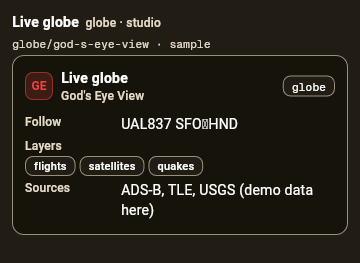 Live globe globe · studio
globe/god-s-eye-view · sample
GE Live globe
God's Eye View
globe
Follow UAL837 SFO▯HND
Layers
flights satellites quakes
Sources ADS-B, TLE, USGS (demo data
here)